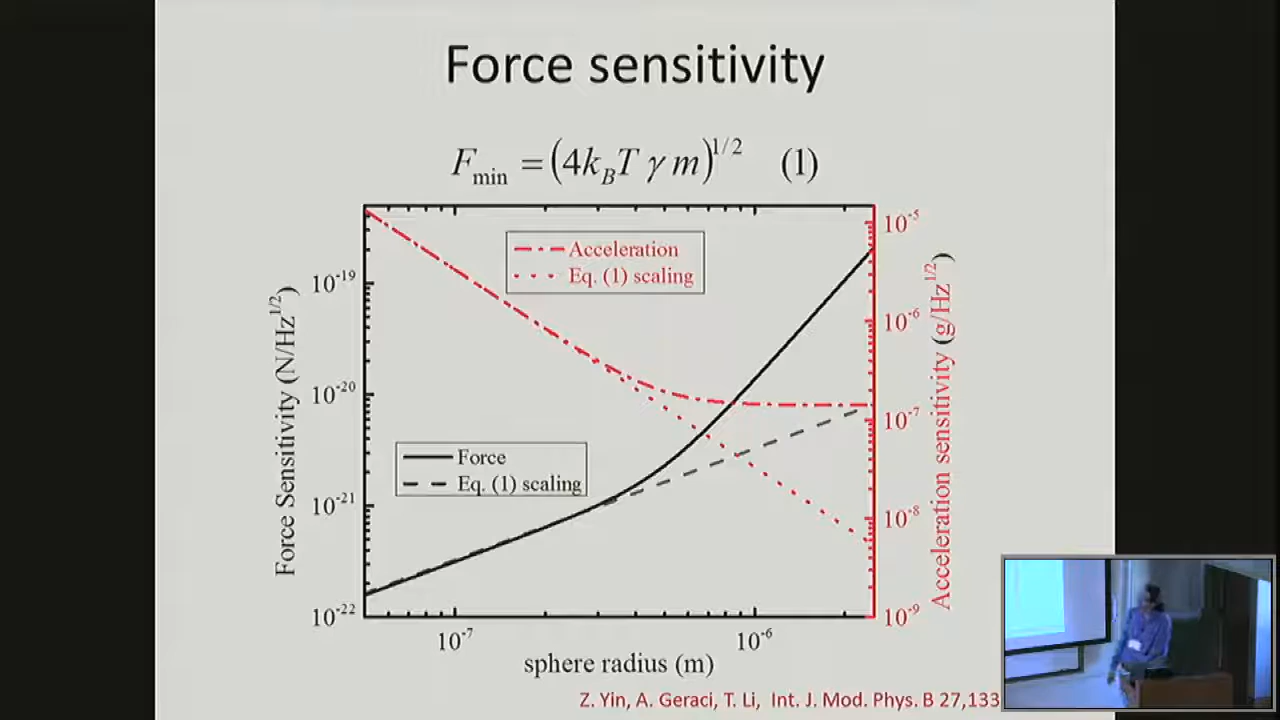 Force sensitivity
F_min = (4k_B T γ m)^1/2 (1)
Acceleration
Eq. (1) scaling
Force
Eq. (1) scaling
Force Sensitivity (N/Hz^1/2)
10^-19
10^-20
10^-21
10^-22
10^-5
10^-6
10^-7
10^-8
10^-9
Acceleration sensitivity (g/Hz^1/2)
10^-7
10^-6
sphere radius (m)
Z. Yin, A. Geraci, T. Li, Int. J. Mod. Phys. B 27,133